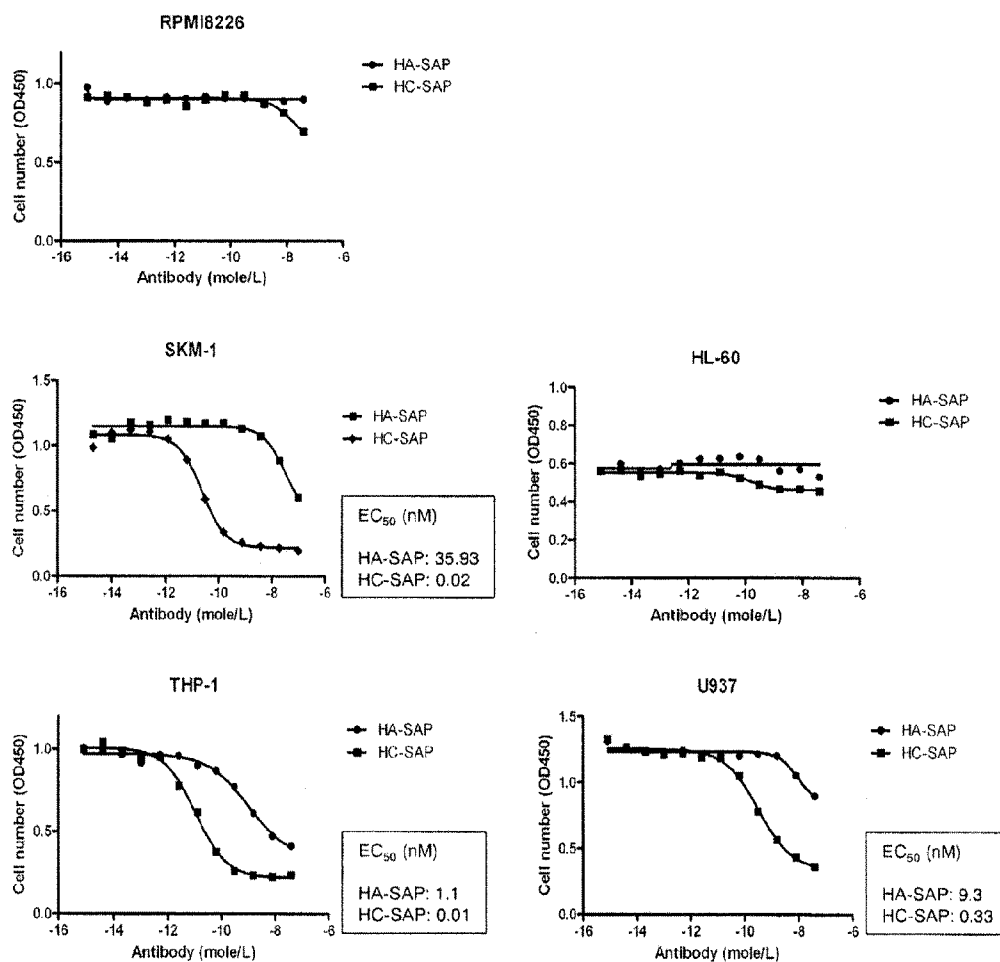 RPMI8226
HA-SAP
HC-SAP
Cell number (OD450)
1.0
0.5
0.0
-16 -14 -12 -10 -8 -6
Antibody (mole/L)
SKM-1
HA-SAP
HC-SAP
Cell number (OD450)
1.5
1.0
0.5
0.0
-16 -14 -12 -10 -8 -6
Antibody (mole/L)
EC50 (nM)
HA-SAP: 35.93
HC-SAP: 0.02
HL-60
HA-SAP
HC-SAP
Cell number (OD450)
1.0
0.8
0.6
0.4
0.2
0.0
-16 -14 -12 -10 -8 -6
Antibody (mole/L)
THP-1
HA-SAP
HC-SAP
Cell number (OD450)
1.0
0.5
0.0
-16 -14 -12 -10 -8 -6
Antibody (mole/L)
EC50 (nM)
HA-SAP: 1.1
HC-SAP: 0.01
U937
HA-SAP
HC-SAP
Cell number (OD450)
1.5
1.0
0.5
0.0
-16 -14 -12 -10 -8 -6
Antibody (mole/L)
EC50 (nM)
HA-SAP: 9.3
HC-SAP: 0.33